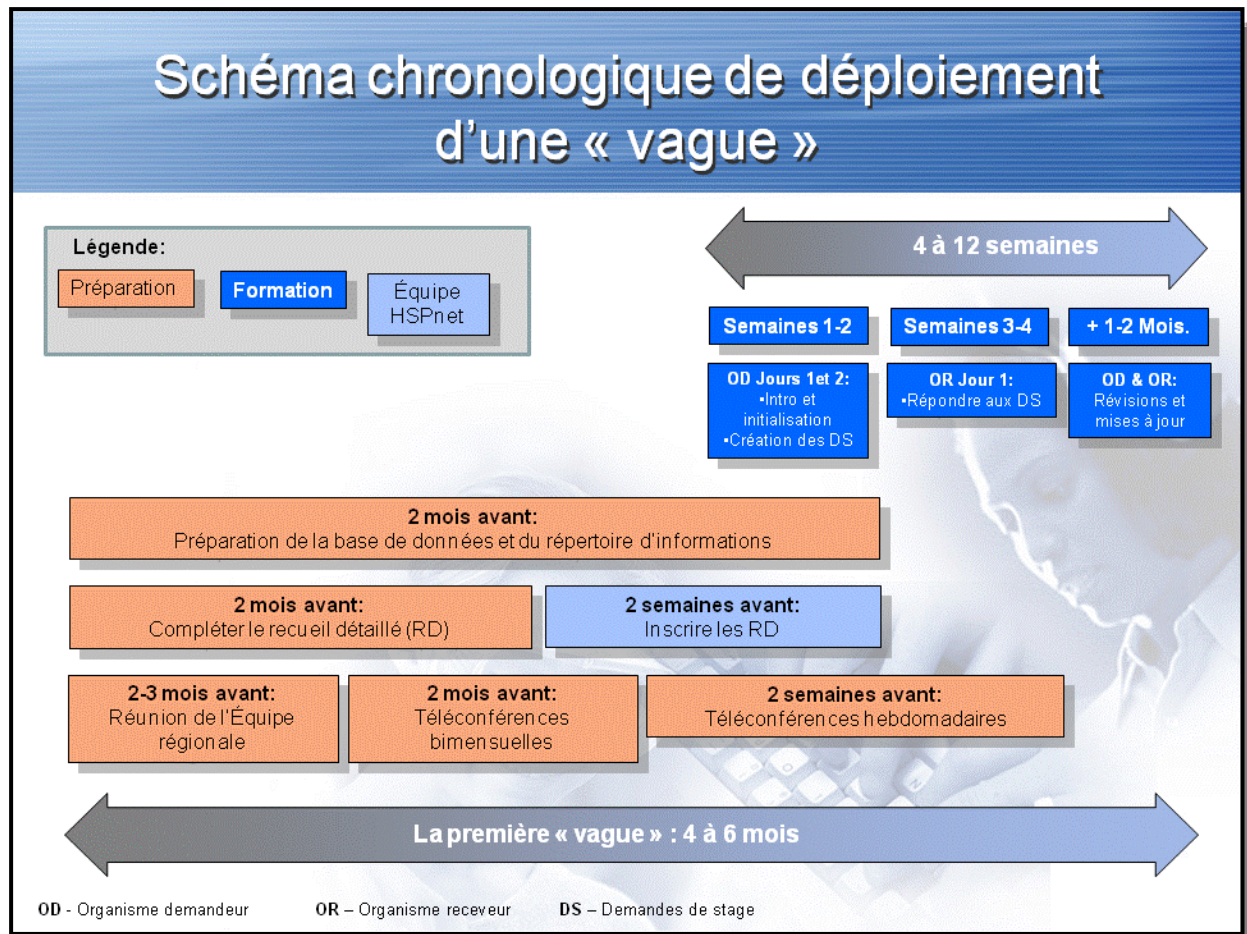 Schéma chronologique de déploiement
d'une « vague »
Légende:
Préparation
Formation
Équipe
HSPnet
4 à 12 semaines
Semaines 1-2
Semaines 3-4
+ 1-2 Mois.
OD Jours 1et 2:
▪Intro et
initialisation
▪Création des DS
OR Jour 1:
▪Répondre aux DS
OD & OR:
Révisions et
mises à jour
2 mois avant:
Préparation de la base de données et du répertoire d'informations
2 mois avant:
Compléter le recueil détaillé (RD)
2 semaines avant:
Inscrire les RD
2-3 mois avant:
Réunion de l'Équipe
régionale
2 mois avant:
Téléconférences
bimensuelles
2 semaines avant:
Téléconférences hebdomadaires
La première « vague » : 4 à 6 mois
OD - Organisme demandeur
OR – Organisme receveur
DS – Demandes de stage